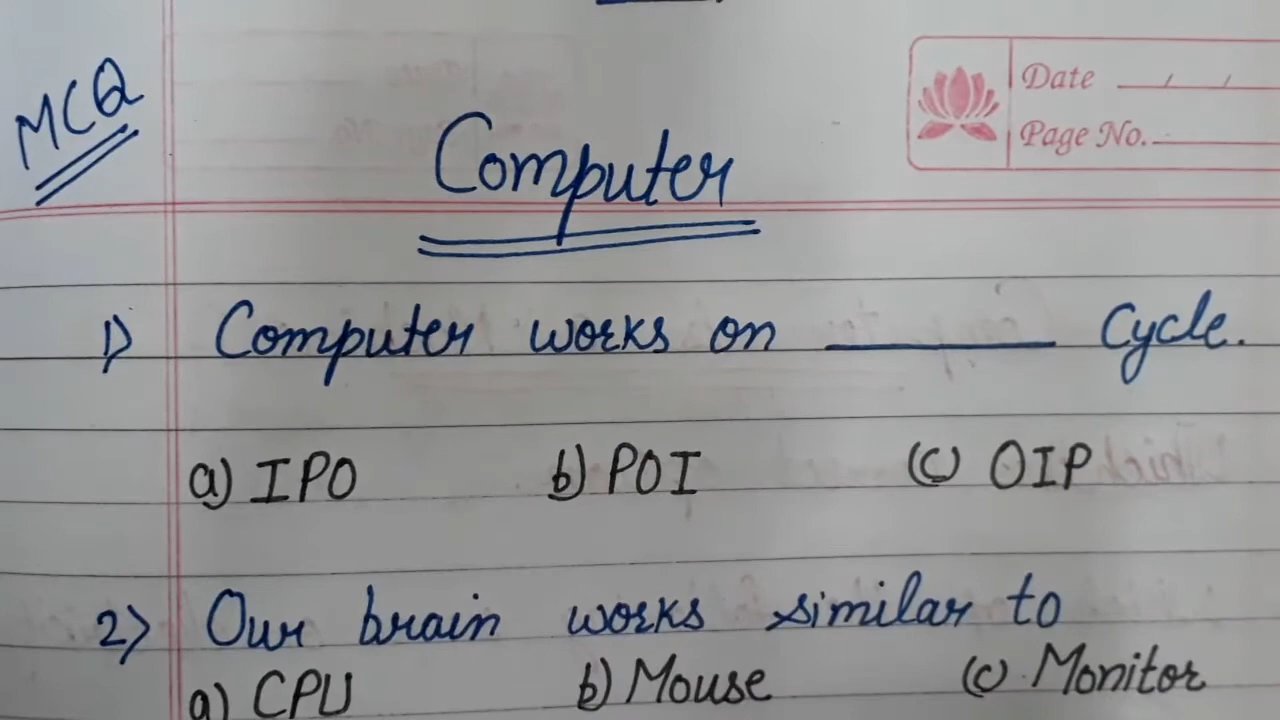 MCQ
Date / /
Page No.
Computer
1) Computer works on ________ Cycle.
a) IPO b) POI (c) OIP
2) Our brain works similar to
a) CPU b) Mouse (c) Monitor